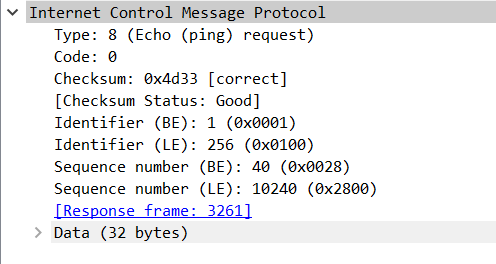 Internet Control Message Protocol
Type: 8 (Echo (ping) request)
Code: 0
Checksum: 0x4d33 [correct]
[Checksum Status: Good]
Identifier (BE): 1 (0x0001)
Identifier (LE): 256 (0x0100)
Sequence number (BE): 40 (0x0028)
Sequence number (LE): 10240 (0x2800)
[Response frame: 3261]
Data (32 bytes)